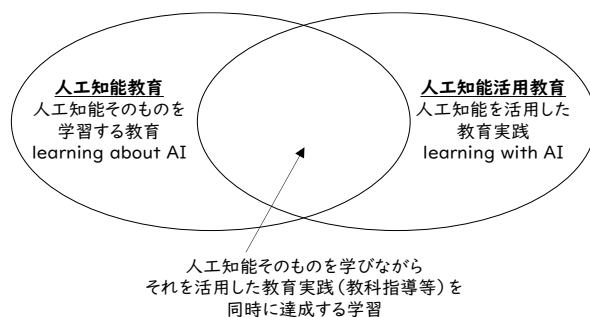 人工知能教育
人工知能そのものを
学習する教育
learning about AI
人工知能活用教育
人工知能を活用した
教育実践
learning with AI
人工知能そのものを学びながら
それを活用した教育実践(教科指導等)を
同時に達成する学習